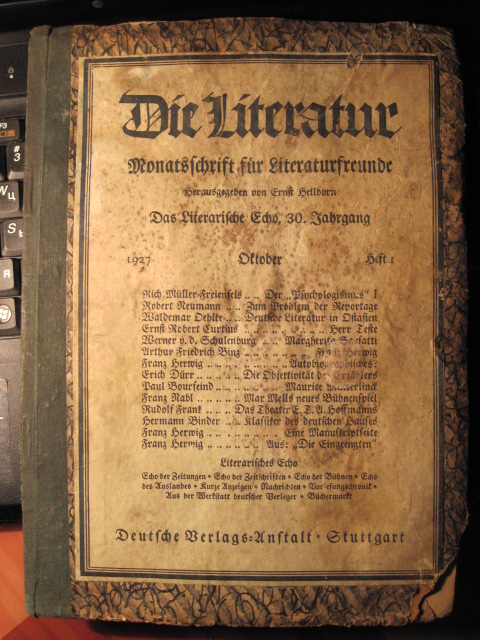 Die Literatur
Monatsschrift für Literaturfreunde
Herausgegeben von Ernst Heilborn
Das Literarische Echo, 30. Jahrgang
1927 Oktober Heft 1
Rich. Müller-Freienfels .. .. Der „Psychologismus“ I
Robert Neumann .. .. Zum Problem der Reportage
Waldemar Oehlke .. .. Deutsche Literatur in Ostasien
Ernst Robert Curtius .. .. .. .. .. .. .. Herr Teste
Werner v. d. Schulenburg .. .. .. Margherita Sarfatti
Arthur Friedrich Binz .. .. .. .. .. .. Franz Herwig
Franz Herwig .. .. .. .. .. .. .. Autobiographisches
Erich Dürr .. .. .. Die Objektivität des Erzählers
Paul Bourfeind .. .. .. .. .. .. Maurice Maeterlinck
Franz Nabl .. .. .. .. .. Max Mells neues Bühnenspiel
Rudolf Frank .. .. .. Das Theater E. T. A. Hoffmanns
Hermann Binder .. .. .. Klassiker des deutschen Hauses
Franz Herwig .. .. .. .. .. .. .. Eine Manuskriptseite
Franz Herwig .. .. .. .. .. .. Aus: „Die Eingeengten“
Literarisches Echo
Echo der Zeitungen • Echo der Zeitschriften • Echo der Bühnen • Echo
des Auslandes • Kurze Anzeigen • Nachrichten • Vorlesungschronik •
Aus der Werkstatt deutscher Verleger • Büchermarkt
Deutsche Verlags-Anstalt • Stuttgart
F3
# 3
W Ц
S
A